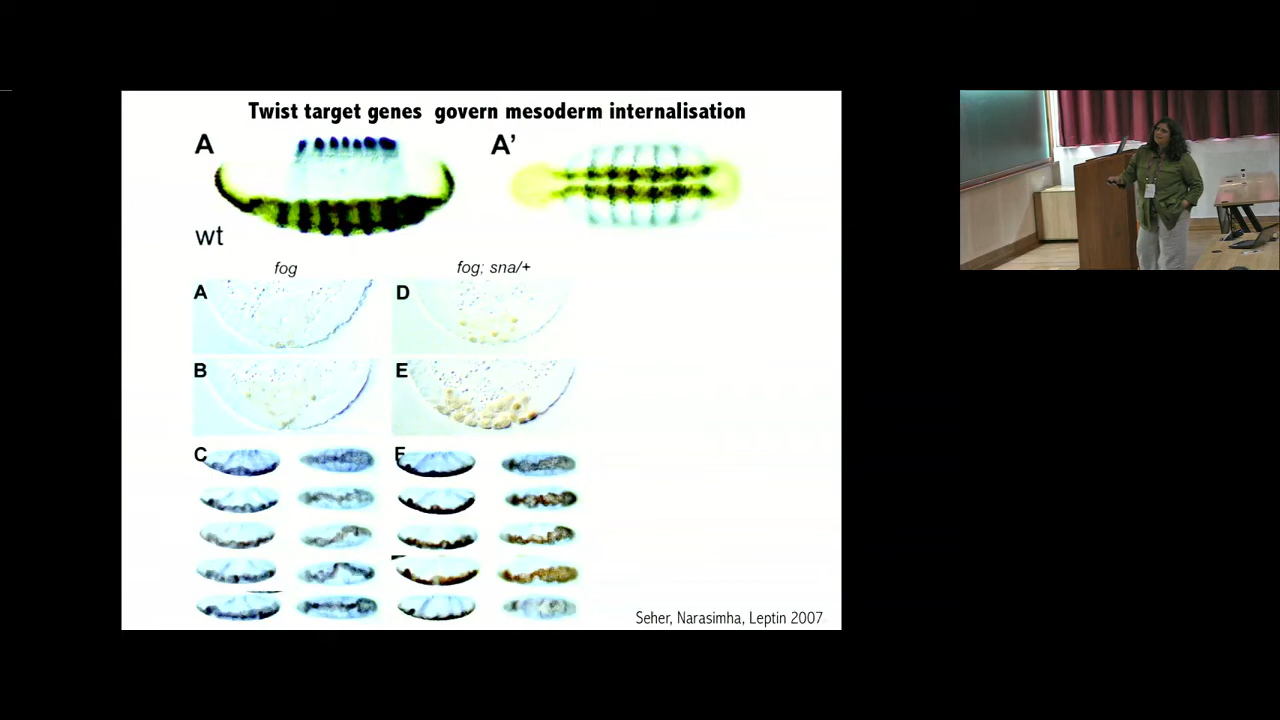 Twist target genes govern mesoderm internalisation
A A’
wt
fog fog; sna/+
A D
B E
C F
Seher, Narasimha, Leptin 2007